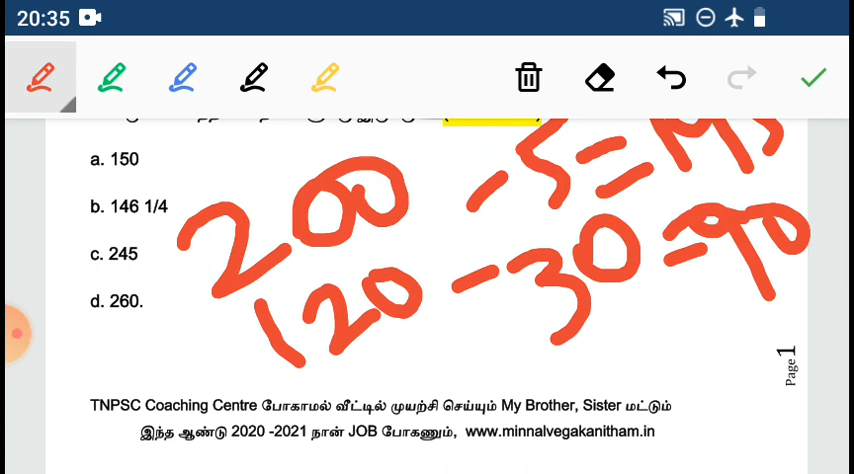 20:35
a. 150
b. 146 1/4
c. 245
d. 260.
200 - 5 = 195
120 - 30 = 90
Page 1
TNPSC Coaching Centre போகாமல் வீட்டில் முயற்சி செய்யும் My Brother, Sister மட்டும்
இந்த ஆண்டு 2020 -2021 நான் JOB போகணும், www.minnalvegakanitham.in